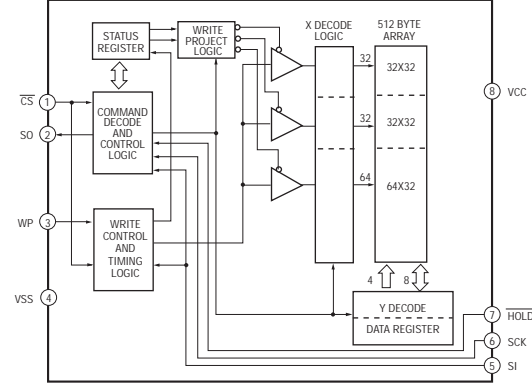 STATUS
REGISTER
WRITE
PROJECT
LOGIC
X DECODE
LOGIC
512 BYTE
ARRAY
32
32X32
32
32X32
64
64X32
CS
1
SO
2
COMMAND
DECODE
AND
CONTROL
LOGIC
WP
3
WRITE
CONTROL
AND
TIMING
LOGIC
VSS
4
8
VCC
4
8
Y DECODE
DATA REGISTER
7
HOLD
6
SCK
5
SI